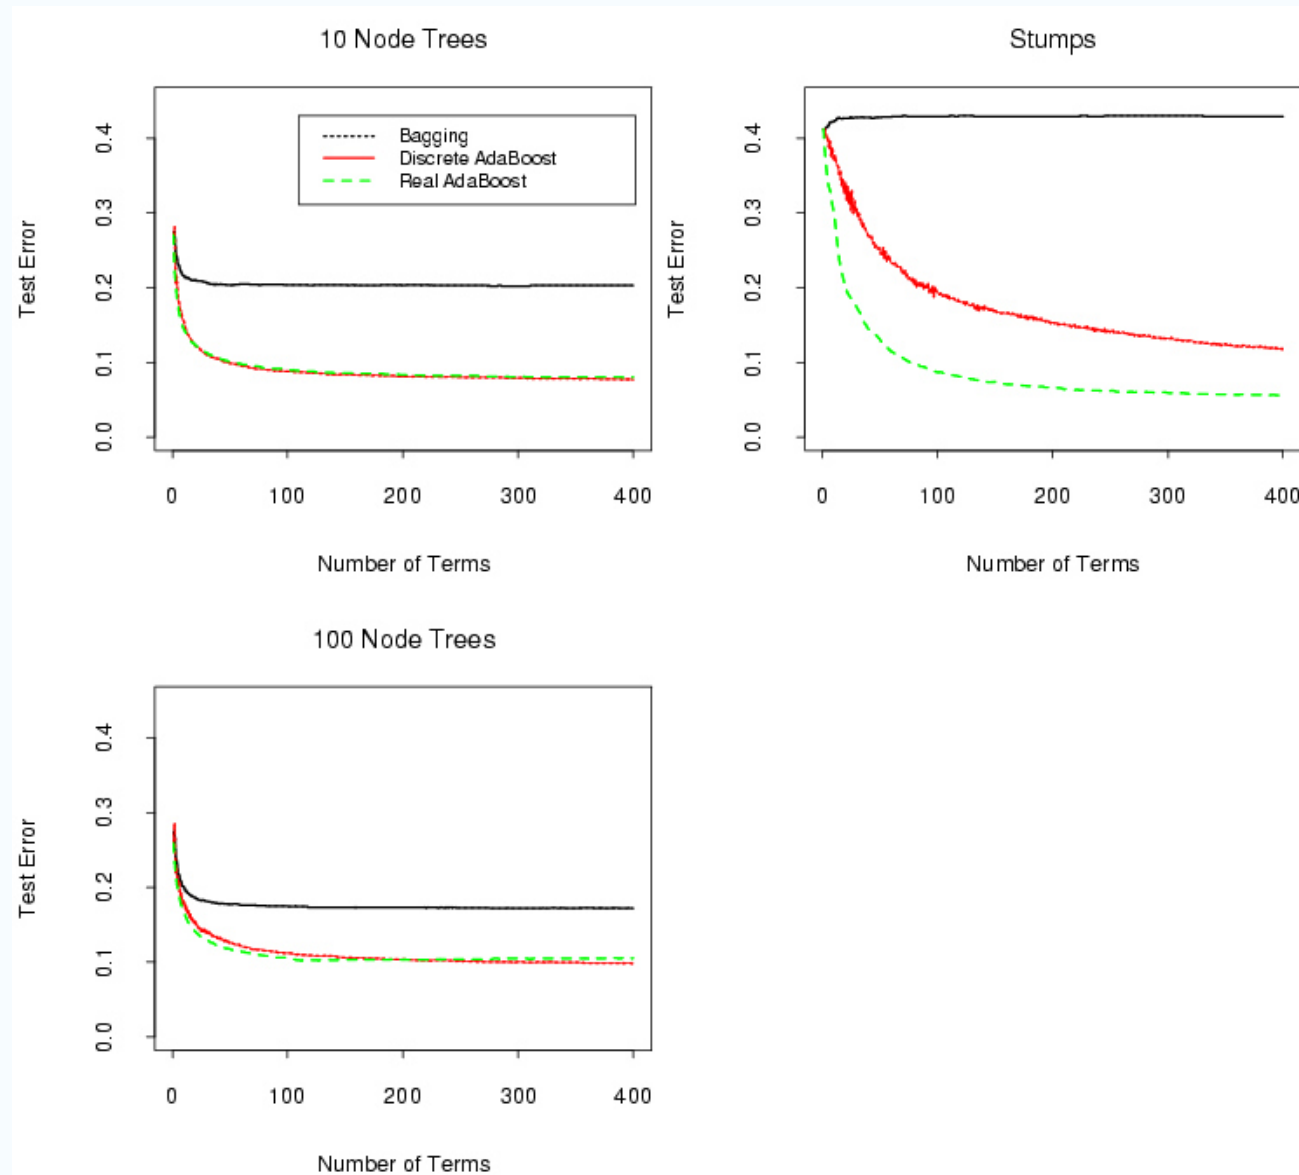 10 Node Trees
Test Error
0.0 0.1 0.2 0.3 0.4
Bagging
Discrete AdaBoost
Real AdaBoost
0 100 200 300 400
Number of Terms
Stumps
Test Error
0.0 0.1 0.2 0.3 0.4
0 100 200 300 400
Number of Terms
100 Node Trees
Test Error
0.0 0.1 0.2 0.3 0.4
0 100 200 300 400
Number of Terms